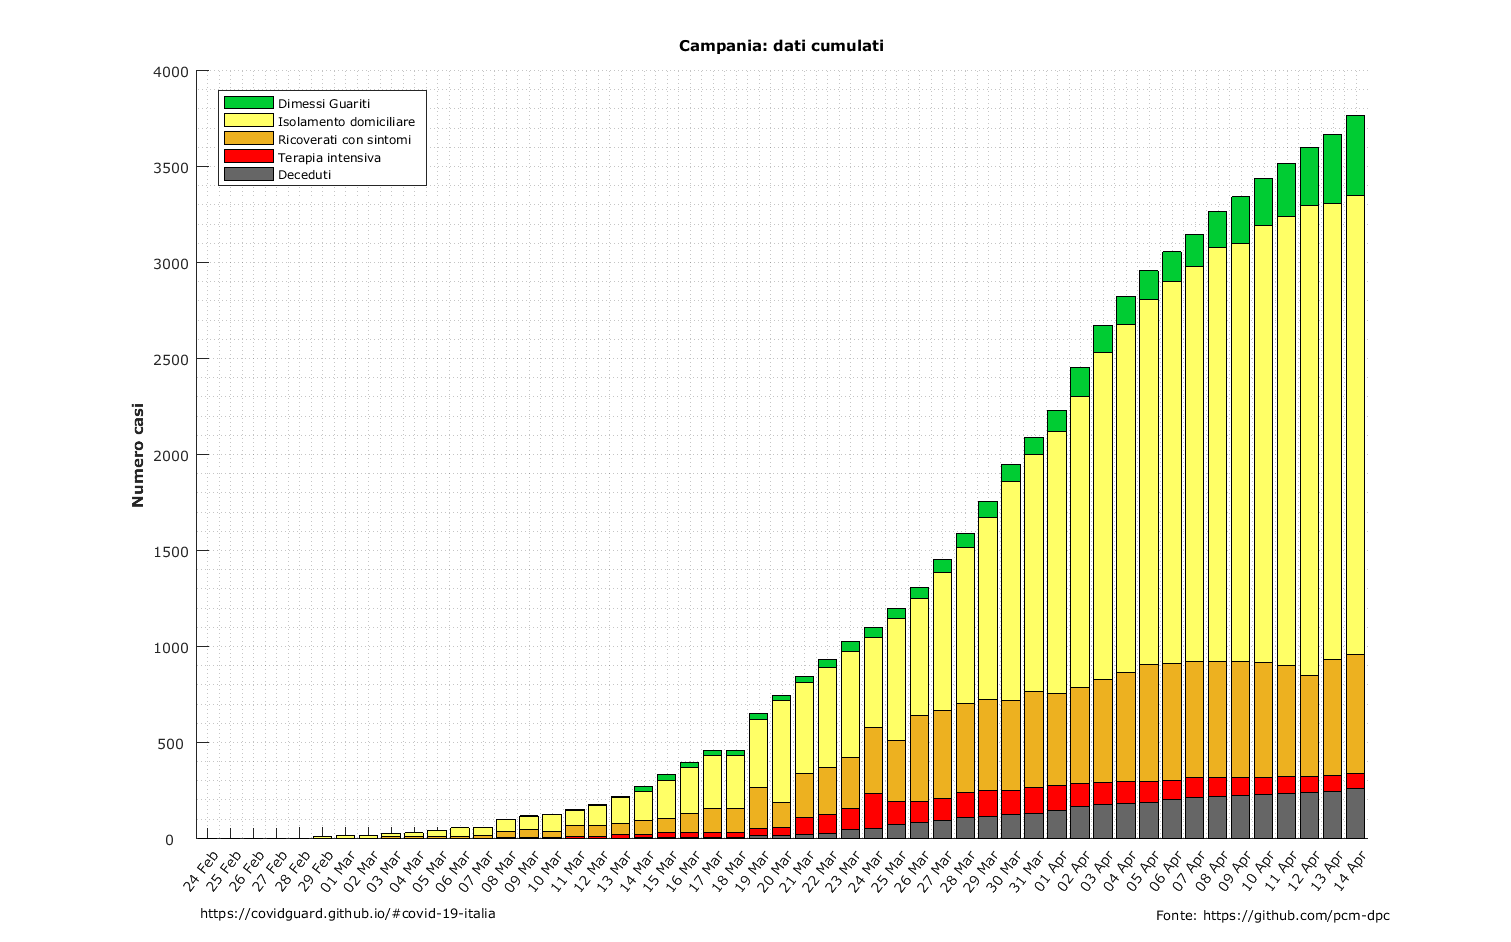 Campania: dati cumulati
4000
3500
3000
2500
2000
1500
1000
500
0
Numero casi
Dimessi Guariti
Isolamento domiciliare
Ricoverati con sintomi
Terapia intensiva
Deceduti
24 Feb
25 Feb
26 Feb
27 Feb
28 Feb
29 Feb
01 Mar
02 Mar
03 Mar
04 Mar
05 Mar
06 Mar
07 Mar
08 Mar
09 Mar
10 Mar
11 Mar
12 Mar
13 Mar
14 Mar
15 Mar
16 Mar
17 Mar
18 Mar
19 Mar
20 Mar
21 Mar
22 Mar
23 Mar
24 Mar
25 Mar
26 Mar
27 Mar
28 Mar
29 Mar
30 Mar
31 Mar
01 Apr
02 Apr
03 Apr
04 Apr
05 Apr
06 Apr
07 Apr
08 Apr
09 Apr
10 Apr
11 Apr
12 Apr
13 Apr
14 Apr
https://covidguard.github.io/#covid-19-italia
Fonte: https://github.com/pcm-dpc